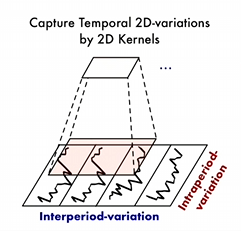 Capture Temporal 2D-variations
by 2D Kernels
...
Intraperiod-
variation
Interperiod-variation